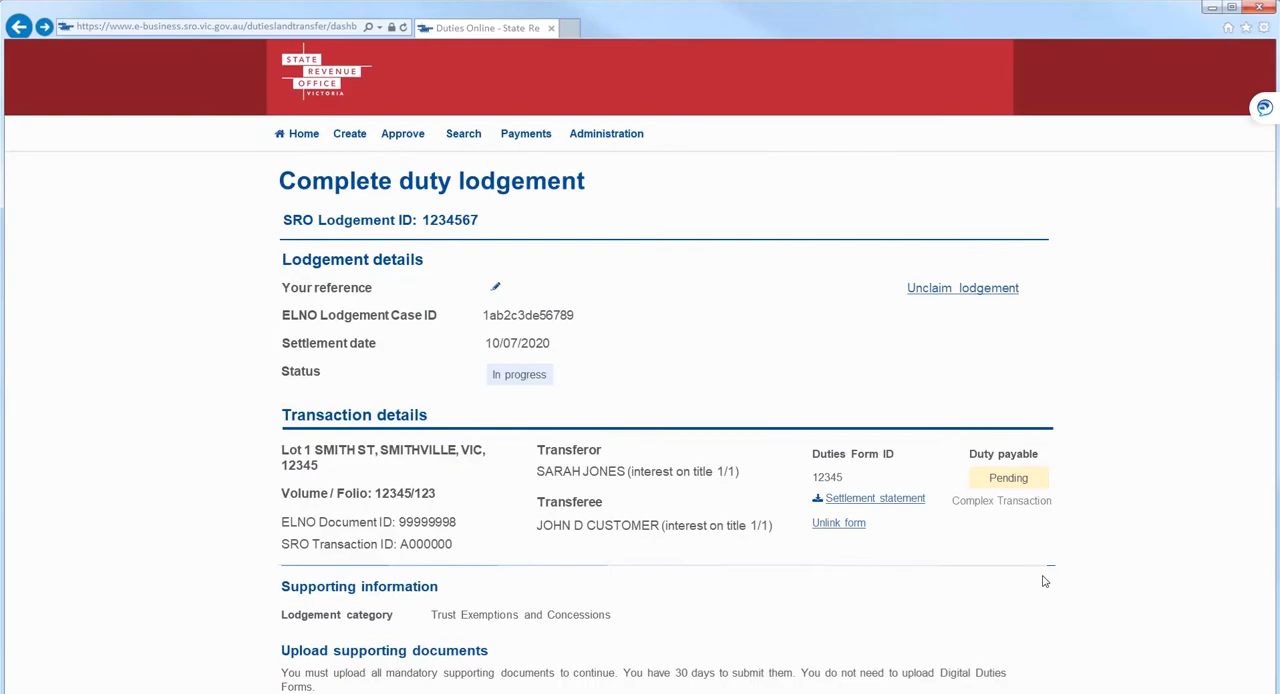 https://www.e-business.sro.vic.gov.au/dutieslandtransfer/dashb
Duties Online - State Re
STATE
REVENUE
OFFICE
VICTORIA
Home Create Approve Search Payments Administration
Complete duty lodgement
SRO Lodgement ID: 1234567
Lodgement details
Your reference
Unclaim lodgement
ELNO Lodgement Case ID 1ab2c3de56789
Settlement date 10/07/2020
Status In progress
Transaction details
Lot 1 SMITH ST, SMITHVILLE, VIC,
12345
Volume / Folio: 12345/123
ELNO Document ID: 99999998
SRO Transaction ID: A000000
Transferor
SARAH JONES (interest on title 1/1)
Transferee
JOHN D CUSTOMER (interest on title 1/1)
Duties Form ID
12345
Settlement statement
Unlink form
Duty payable
Pending
Complex Transaction
Supporting information
Lodgement category Trust Exemptions and Concessions
Upload supporting documents
You must upload all mandatory supporting documents to continue. You have 30 days to submit them. You do not need to upload Digital Duties
Forms.